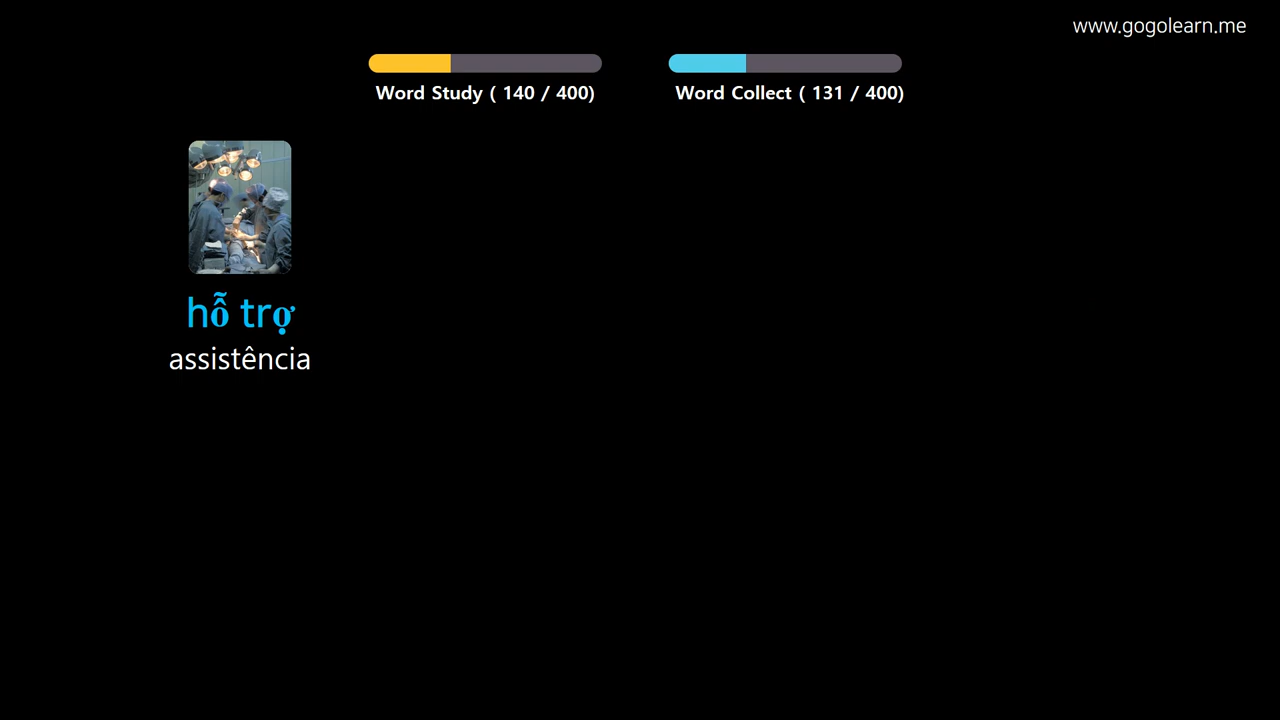 www.gogolearn.me
Word Study ( 140 / 400)
Word Collect ( 131 / 400)
hỗ trợ
assistência